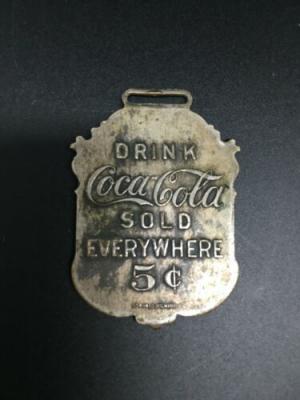 DRINK
Coca-Cola
SOLD
EVERYWHERE
5¢